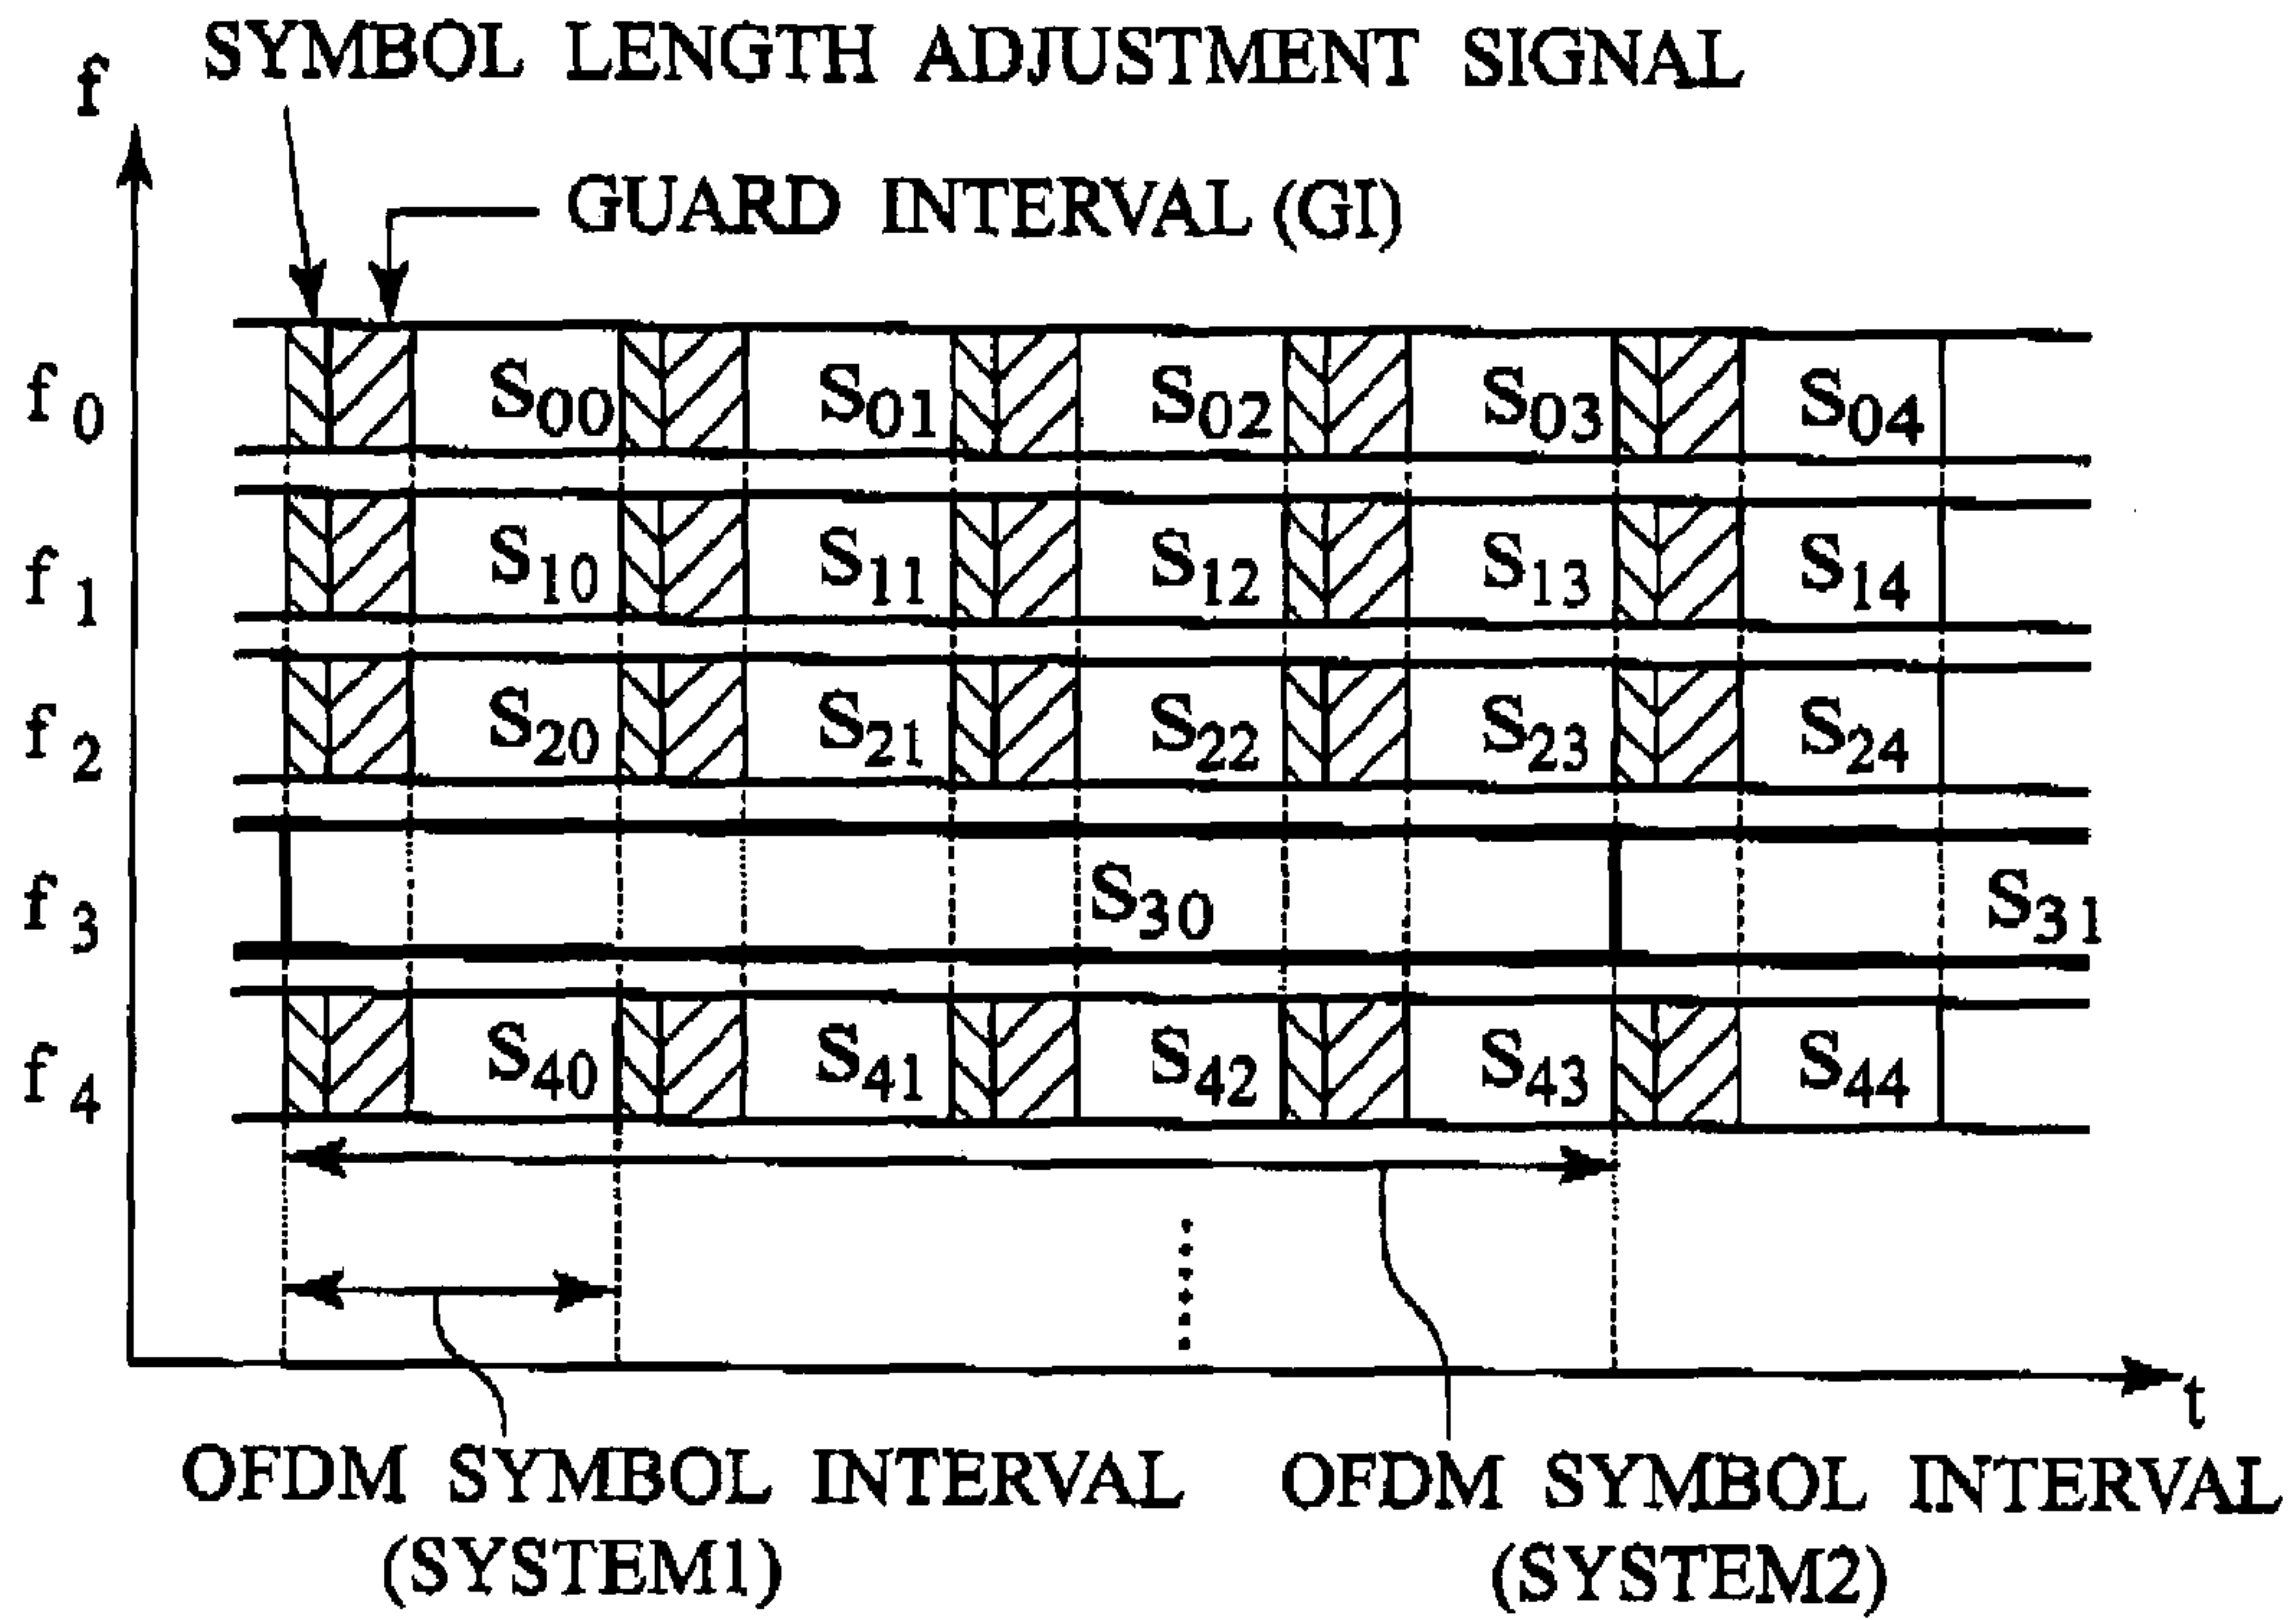 SYMBOL LENGTH ADJUSTMENT SIGNAL
f
GUARD INTERVAL (GI)
f0 S00 S01 S02 S03 S04
f1 S10 S11 S12 S13 S14
f2 S20 S21 S22 S23 S24
f3 S30 S31
f4 S40 S41 S42 S43 S44
t
OFDM SYMBOL INTERVAL OFDM SYMBOL INTERVAL
(SYSTEM1) (SYSTEM2)